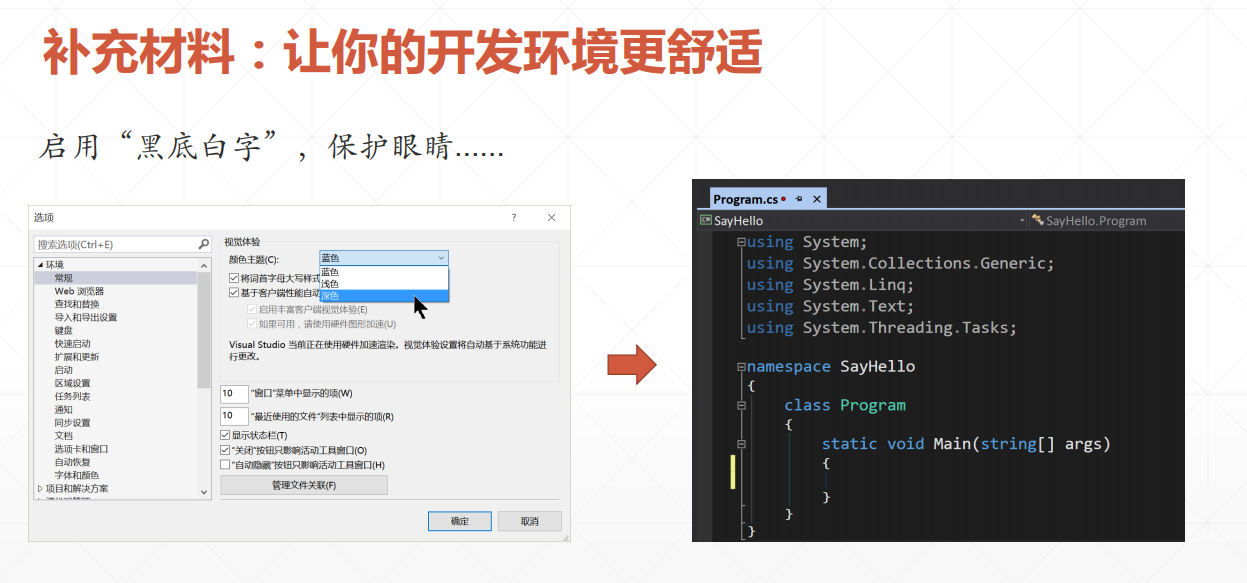 补充材料：让你的开发环境更舒适
启用“黑底白字”，保护眼睛......
选项
?
搜索选项(Ctrl+E)
环境
常规
Web 浏览器
查找和替换
导入和导出设置
键盘
快速启动
扩展和更新
启动
区域设置
任务列表
通知
同步设置
文档
选项卡和窗口
自动恢复
字体和颜色
项目和解决方案
视觉体验
颜色主题(C):
蓝色
蓝色
浅色
深色
将词首字母大写样式
基于客户端性能自动
启用丰富客户端视觉体验(E)
如果可用，请使用硬件图形加速(U)
Visual Studio 当前正在使用硬件加速渲染。视觉体验设置将自动基于系统功能进
行更改。
10 “窗口”菜单中显示的项(W)
10 “最近使用的文件”列表中显示的项(R)
显示状态栏(T)
“关闭”按钮只影响活动工具窗口(O)
“自动隐藏”按钮只影响活动工具窗口(H)
管理文件关联(F)
确定
取消
Program.cs
SayHello
SayHello.Program
using System;
using System.Collections.Generic;
using System.Linq;
using System.Text;
using System.Threading.Tasks;
namespace SayHello
{
class Program
{
static void Main(string[] args)
{
}
}
}